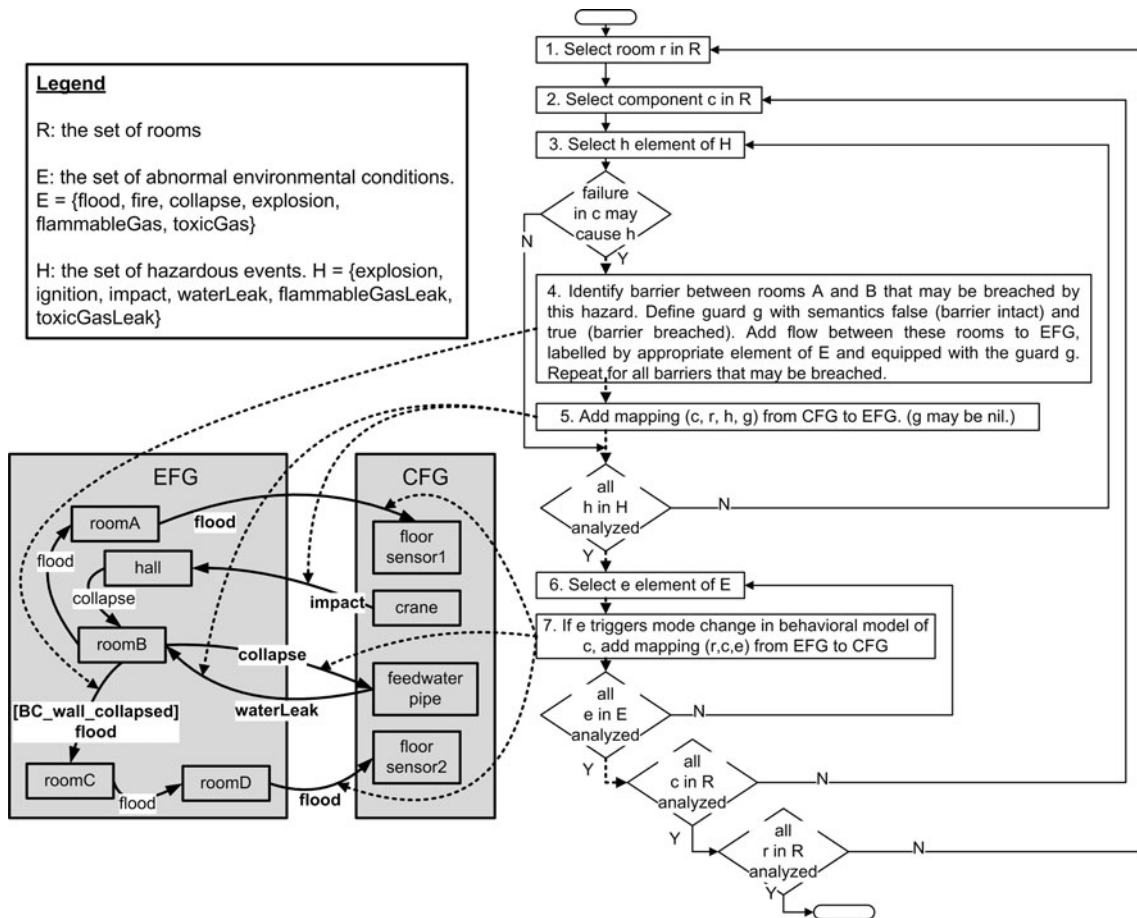 Legend
R: the set of rooms
E: the set of abnormal environmental conditions.
E = {flood, fire, collapse, explosion,
flammableGas, toxicGas}
H: the set of hazardous events. H = {explosion,
ignition, impact, waterLeak, flammableGasLeak,
toxicGasLeak}
1. Select room r in R
2. Select component c in R
3. Select h element of H
failure
in c may
cause h
N
Y
4. Identify barrier between rooms A and B that may be breached by
this hazard. Define guard g with semantics false (barrier intact) and
true (barrier breached). Add flow between these rooms to EFG,
labelled by appropriate element of E and equipped with the guard g.
Repeat for all barriers that may be breached.
5. Add mapping (c, r, h, g) from CFG to EFG. (g may be nil.)
all
h in H
analyzed
N
Y
6. Select e element of E
7. If e triggers mode change in behavioral model of
c, add mapping (r,c,e) from EFG to CFG
all
e in E
analyzed
N
Y
all
c in R
analyzed
N
Y
all
r in R
analyzed
N
Y
EFG
CFG
roomA
flood
floor
sensor1
flood
hall
collapse
impact
crane
roomB
collapse
feedwater
pipe
waterLeak
[BC_wall_collapsed]
flood
floor
sensor2
roomC
flood
roomD
flood